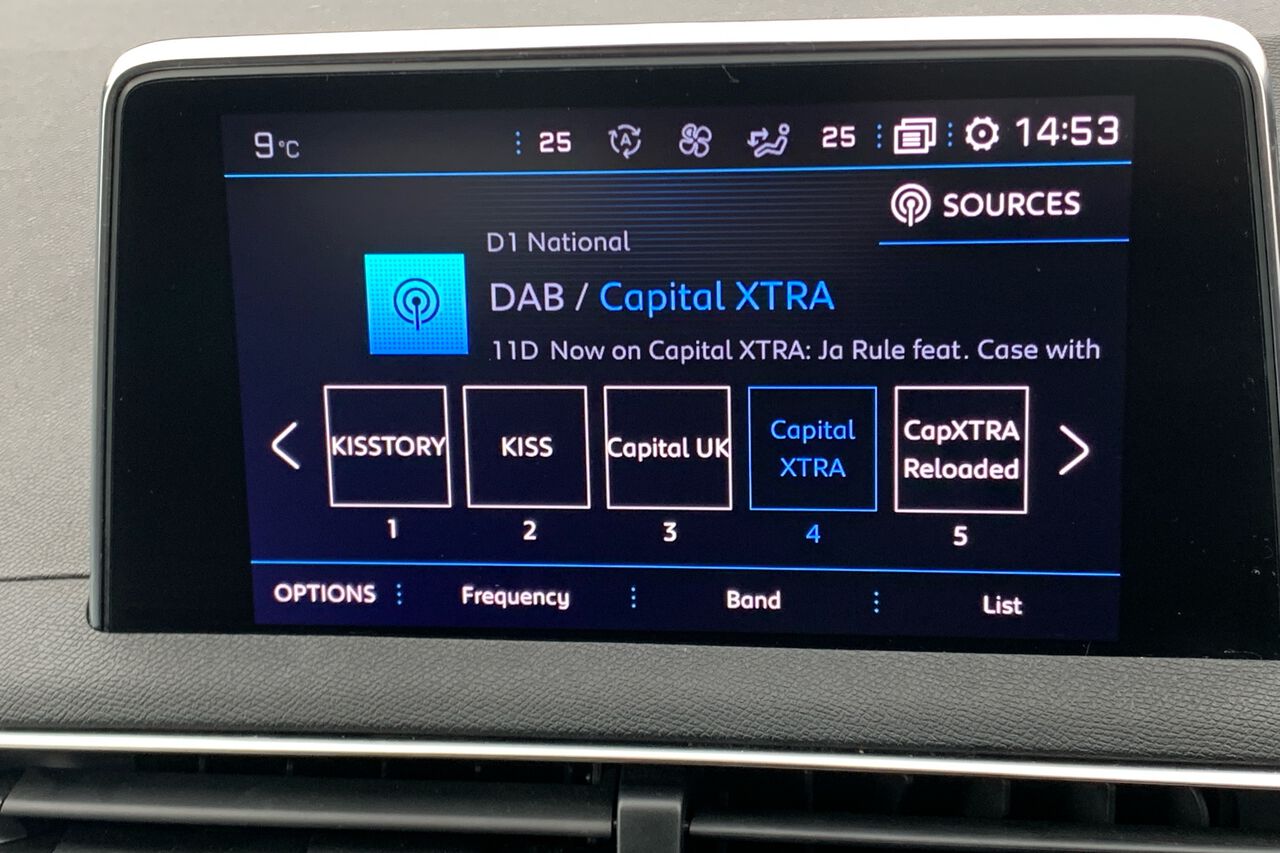 9°C 25 A 25 14:53
SOURCES
D1 National
DAB / Capital XTRA
11D Now on Capital XTRA: Ja Rule feat. Case with
KISSTORY KISS Capital UK Capital XTRA CapXTRA Reloaded
1 2 3 4 5
OPTIONS Frequency Band List